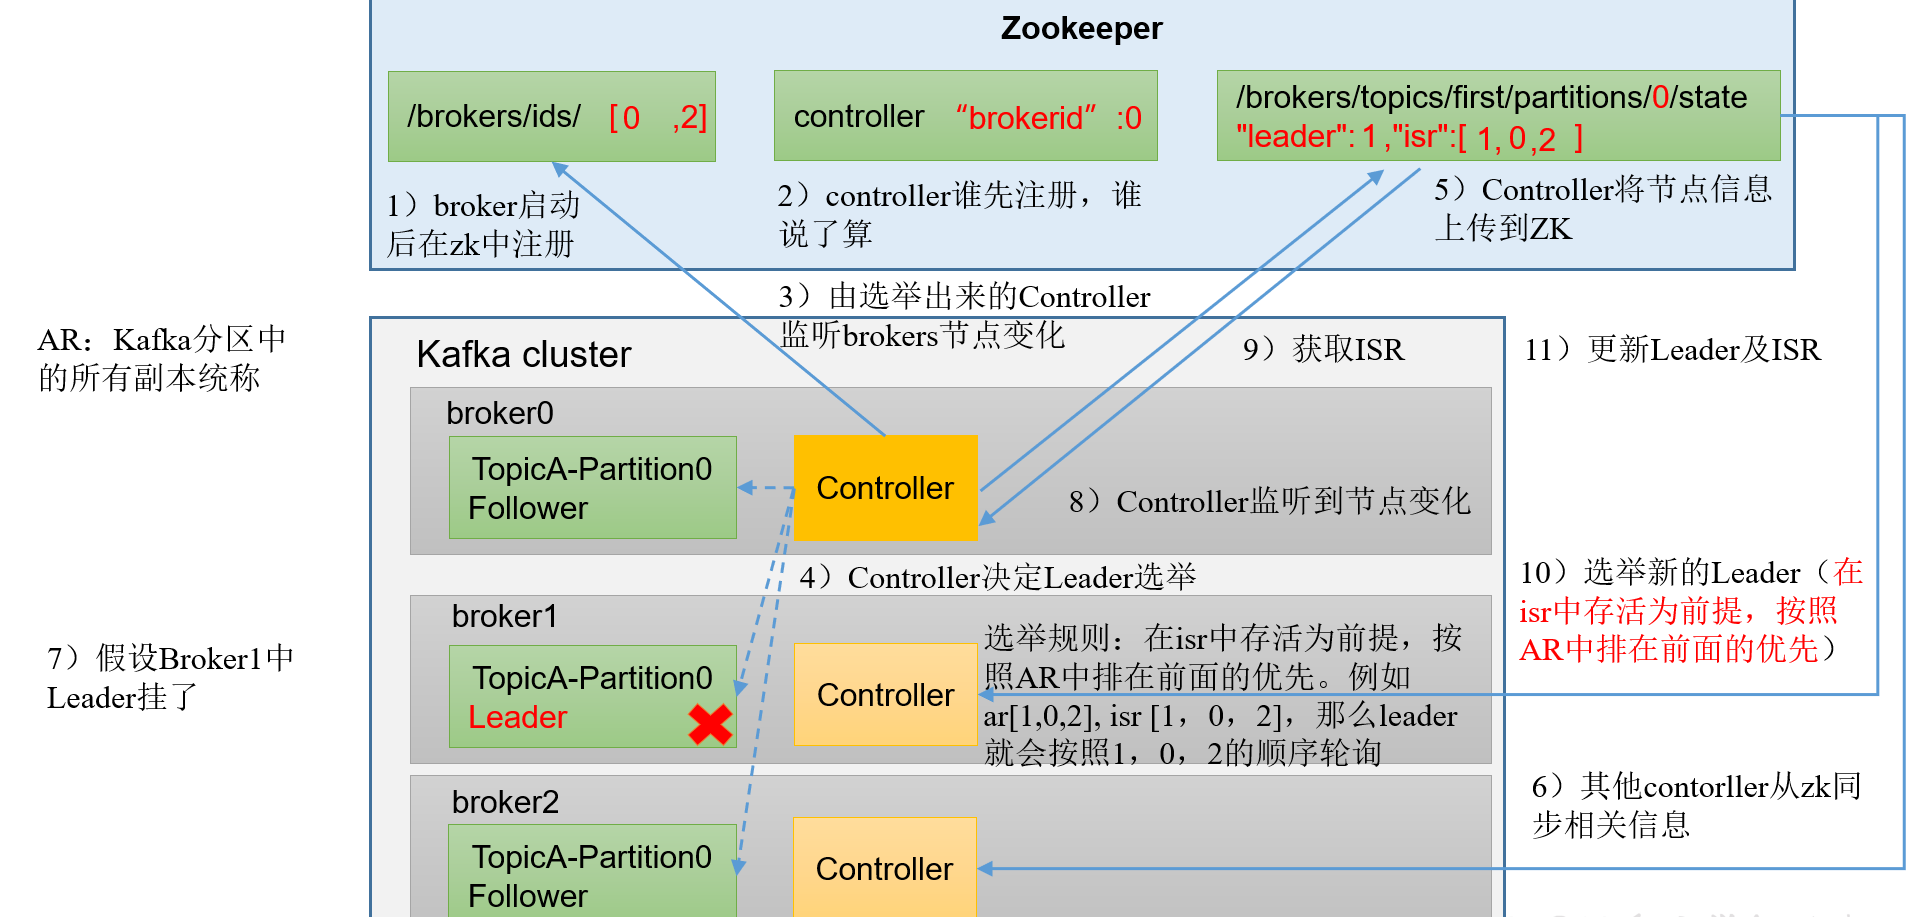 Zookeeper
/brokers/ids/ [ 0 ,2]
controller “brokerid” :0
/brokers/topics/first/partitions/0/state
"leader": 1 ,"isr":[ 1, 0 ,2 ]
1）broker启动
后在zk中注册
2）controller谁先注册，谁
说了算
5）Controller将节点信息
上传到ZK
3）由选举出来的Controller
监听brokers节点变化
AR：Kafka分区中
的所有副本统称
Kafka cluster
9）获取ISR
11）更新Leader及ISR
broker0
TopicA-Partition0
Follower
Controller
8）Controller监听到节点变化
4）Controller决定Leader选举
10）选举新的Leader（在
isr中存活为前提，按照
AR中排在前面的优先）
broker1
TopicA-Partition0
Leader
Controller
选举规则：在isr中存活为前提，按
照AR中排在前面的优先。例如
ar[1,0,2], isr [1，0，2]，那么leader
就会按照1，0，2的顺序轮询
7）假设Broker1中
Leader挂了
broker2
TopicA-Partition0
Follower
Controller
6）其他contorller从zk同
步相关信息